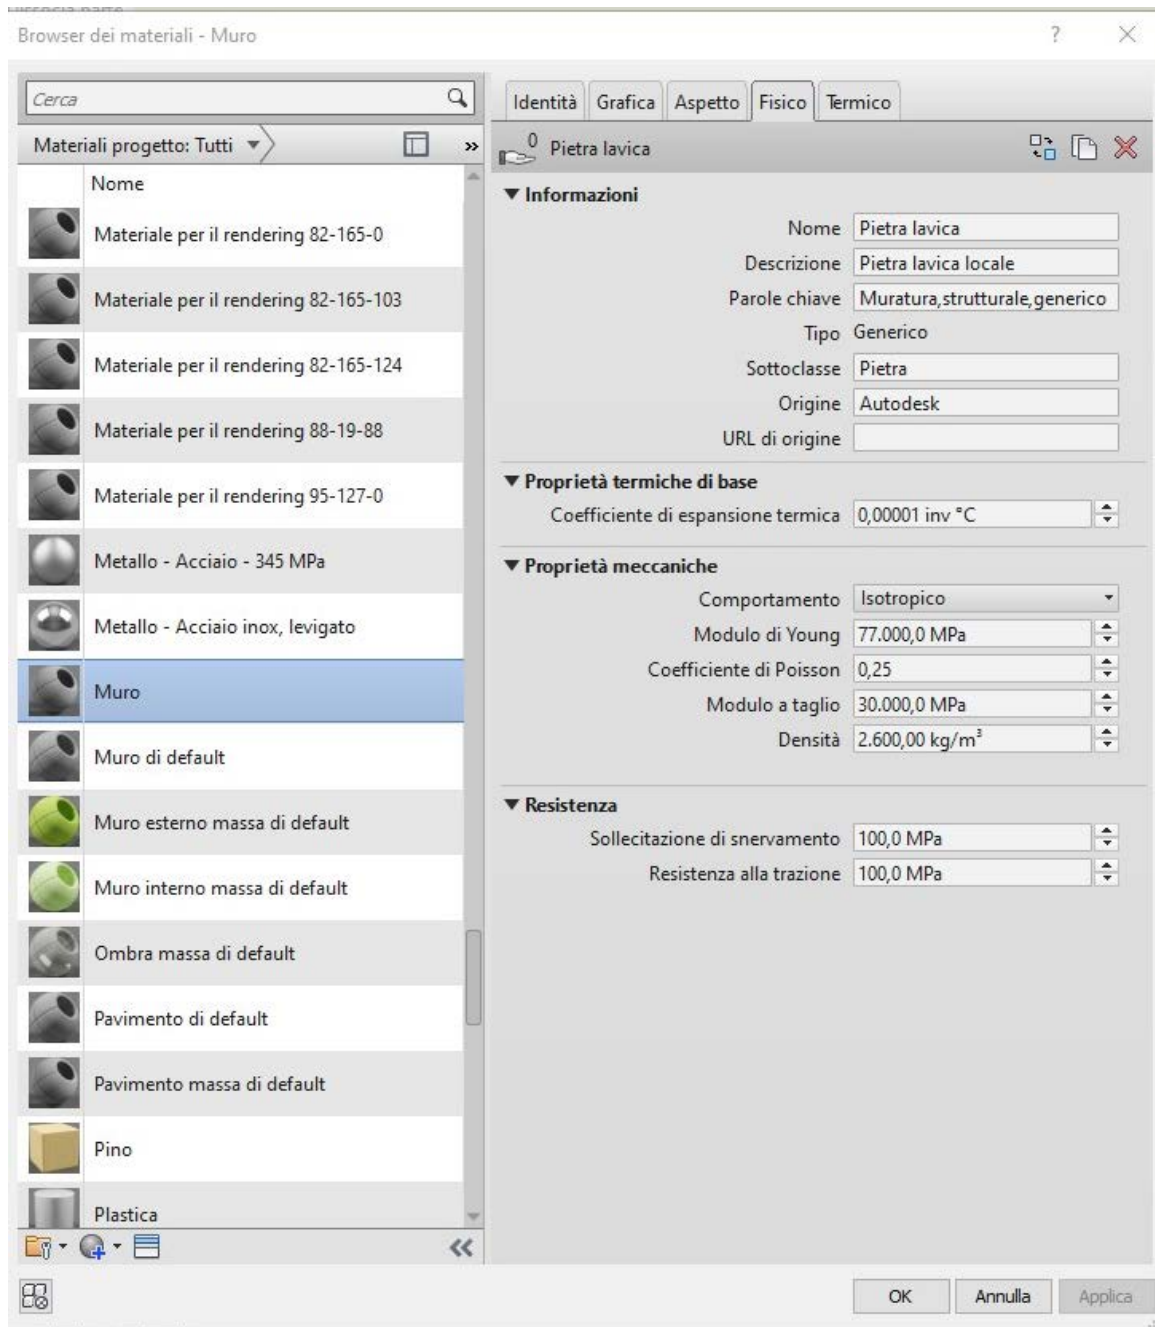 Browser dei materiali - Muro
?
Cerca
Materiali progetto: Tutti
»
Nome
Materiale per il rendering 82-165-0
Materiale per il rendering 82-165-103
Materiale per il rendering 82-165-124
Materiale per il rendering 88-19-88
Materiale per il rendering 95-127-0
Metallo - Acciaio - 345 MPa
Metallo - Acciaio inox, levigato
Muro
Muro di default
Muro esterno massa di default
Muro interno massa di default
Ombra massa di default
Pavimento di default
Pavimento massa di default
Pino
Plastica
Identità Grafica Aspetto Fisico Termico
0 Pietra lavica
Informazioni
Nome Pietra lavica
Descrizione Pietra lavica locale
Parole chiave Muratura,strutturale,generico
Tipo Generico
Sottoclasse Pietra
Origine Autodesk
URL di origine
Proprietà termiche di base
Coefficiente di espansione termica 0,00001 inv °C
Proprietà meccaniche
Comportamento Isotropico
Modulo di Young 77.000,0 MPa
Coefficiente di Poisson 0,25
Modulo a taglio 30.000,0 MPa
Densità 2.600,00 kg/m³
Resistenza
Sollecitazione di snervamento 100,0 MPa
Resistenza alla trazione 100,0 MPa
OK Annulla Applica